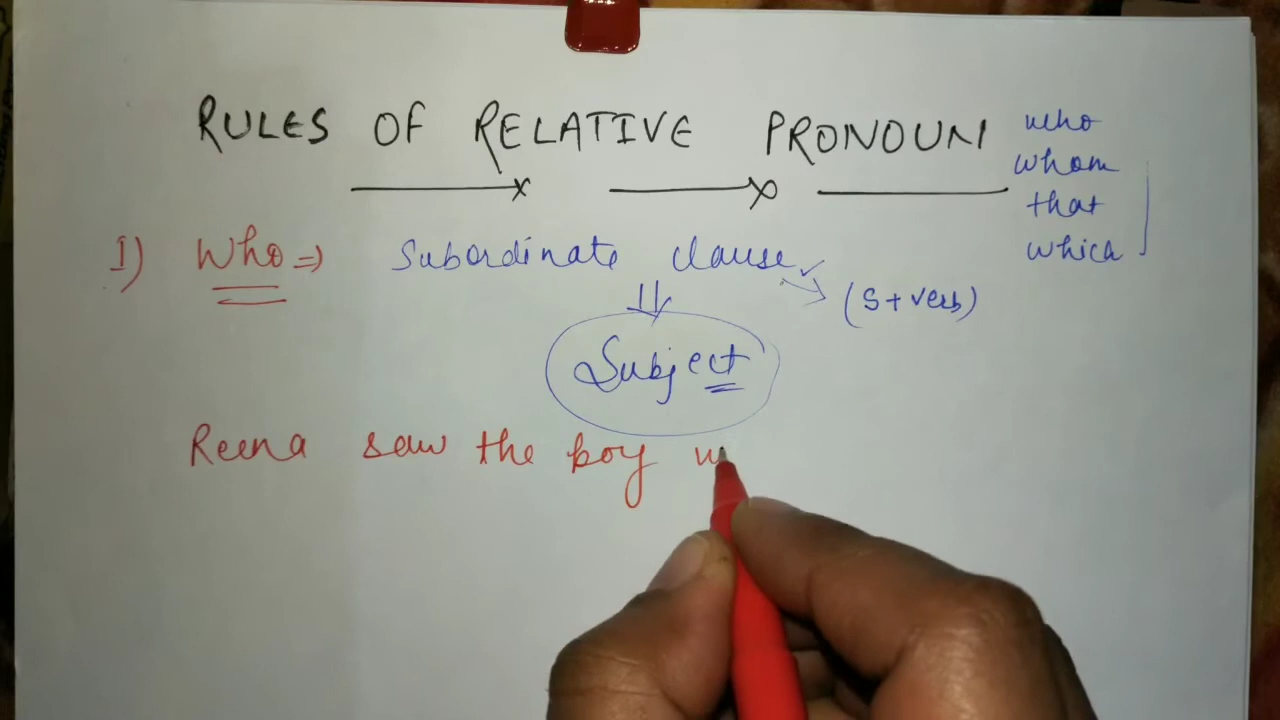 RULES OF RELATIVE PRONOUN
who
whom
that
which
1) Who ⇒ Subordinate clause ✓
(S + verb)
⇓
Subject
Reena saw the boy w